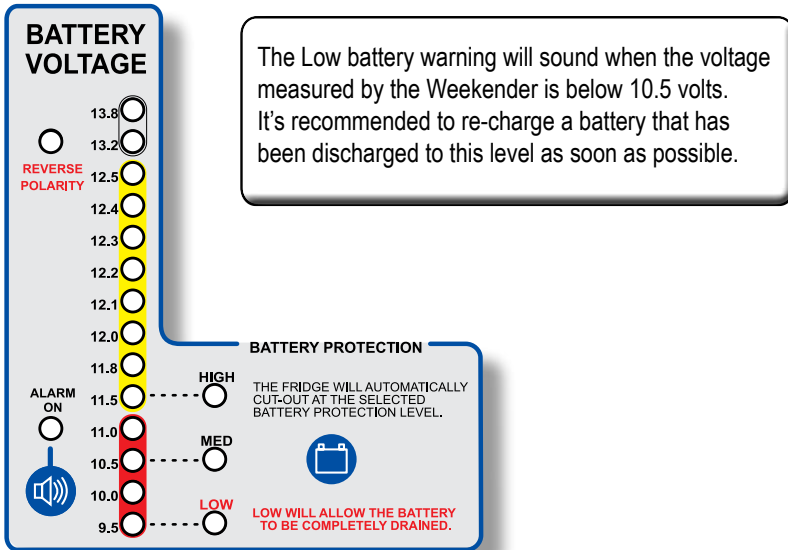 BATTERY
VOLTAGE
13.8
13.2
REVERSE
POLARITY
12.5
12.4
12.3
12.2
12.1
12.0
11.8
11.5
ALARM
ON
11.0
10.5
10.0
9.5
The Low battery warning will sound when the voltage
measured by the Weekender is below 10.5 volts.
It’s recommended to re-charge a battery that has
been discharged to this level as soon as possible.
BATTERY PROTECTION
HIGH
THE FRIDGE WILL AUTOMATICALLY
CUT-OUT AT THE SELECTED
BATTERY PROTECTION LEVEL.
MED
LOW
LOW WILL ALLOW THE BATTERY
TO BE COMPLETELY DRAINED.